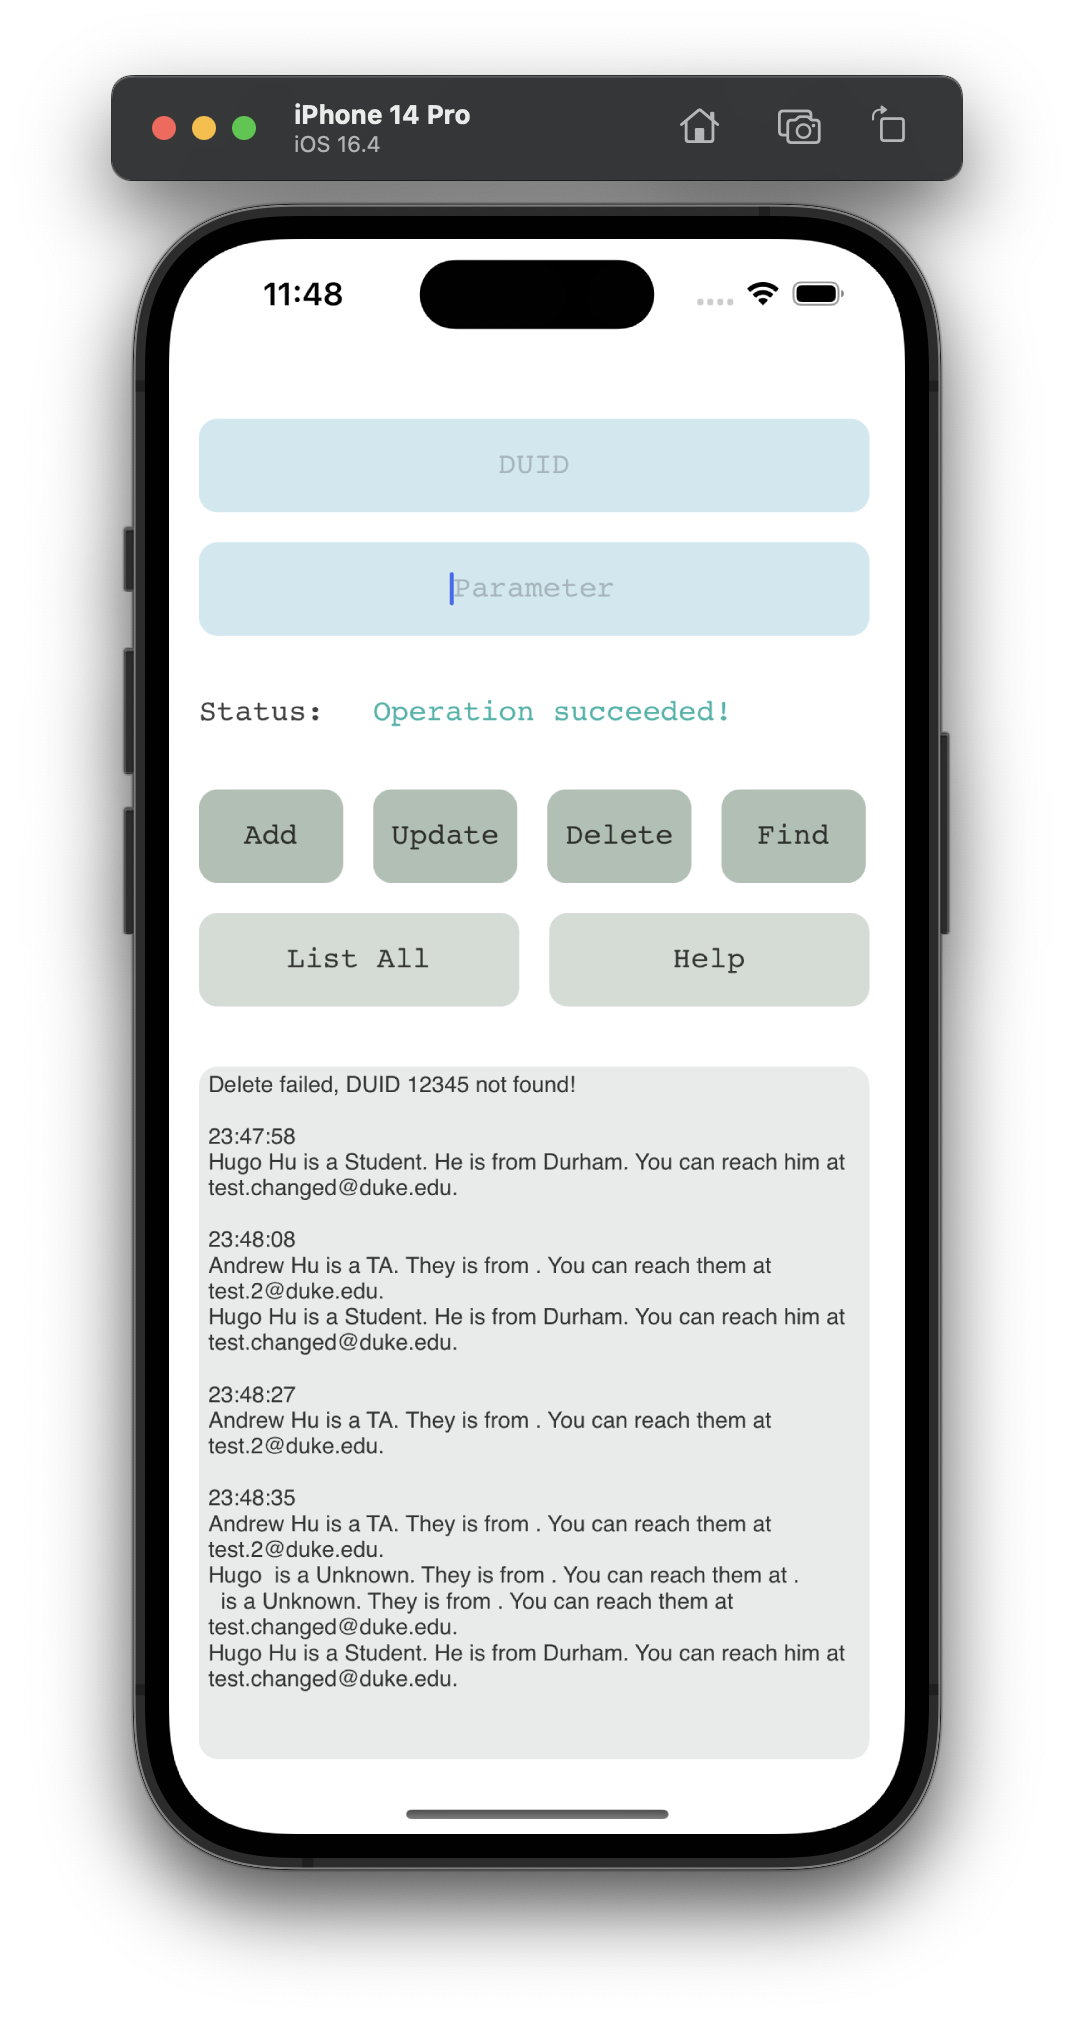 iPhone 14 Pro
iOS 16.4
11:48
DUID
Parameter
Status: Operation succeeded!
Add Update Delete Find
List All Help
Delete failed, DUID 12345 not found!
23:47:58
Hugo Hu is a Student. He is from Durham. You can reach him at
test.changed@duke.edu.
23:48:08
Andrew Hu is a TA. They is from . You can reach them at
test.2@duke.edu.
Hugo Hu is a Student. He is from Durham. You can reach him at
test.changed@duke.edu.
23:48:27
Andrew Hu is a TA. They is from . You can reach them at
test.2@duke.edu.
23:48:35
Andrew Hu is a TA. They is from . You can reach them at
test.2@duke.edu.
Hugo  is a Unknown. They is from . You can reach them at .
  is a Unknown. They is from . You can reach them at
test.changed@duke.edu.
Hugo Hu is a Student. He is from Durham. You can reach him at
test.changed@duke.edu.